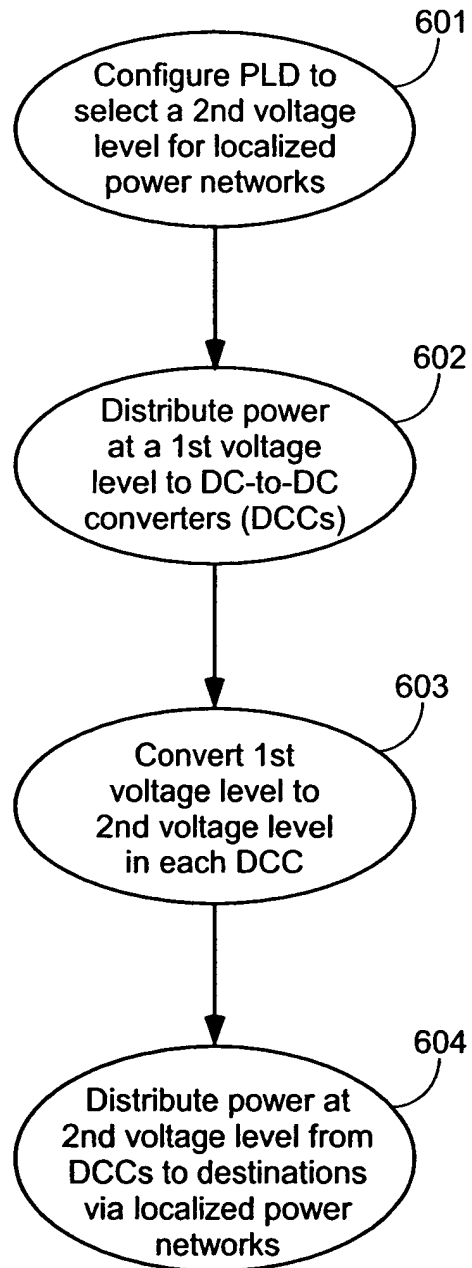 601
Configure PLD to
select a 2nd voltage
level for localized
power networks
602
Distribute power
at a 1st voltage
level to DC-to-DC
converters (DCCs)
603
Convert 1st
voltage level to
2nd voltage level
in each DCC
604
Distribute power at
2nd voltage level from
DCCs to destinations
via localized power
networks